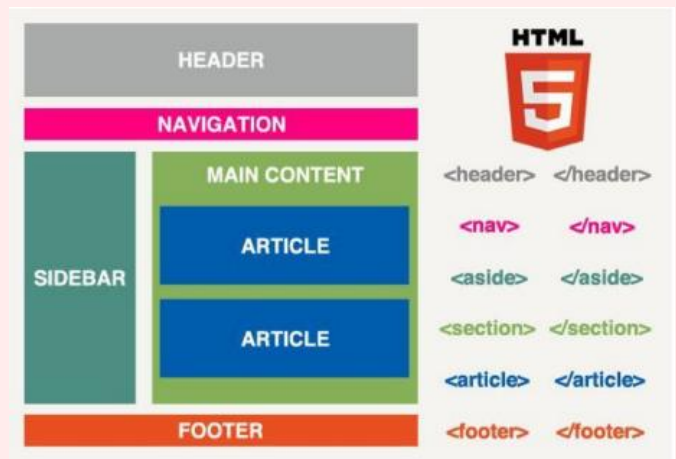 HEADER
NAVIGATION
SIDEBAR
MAIN CONTENT
ARTICLE
ARTICLE
FOOTER
HTML
5
<header> </header>
<nav> </nav>
<aside> </aside>
<section> </section>
<article> </article>
<footer> </footer>